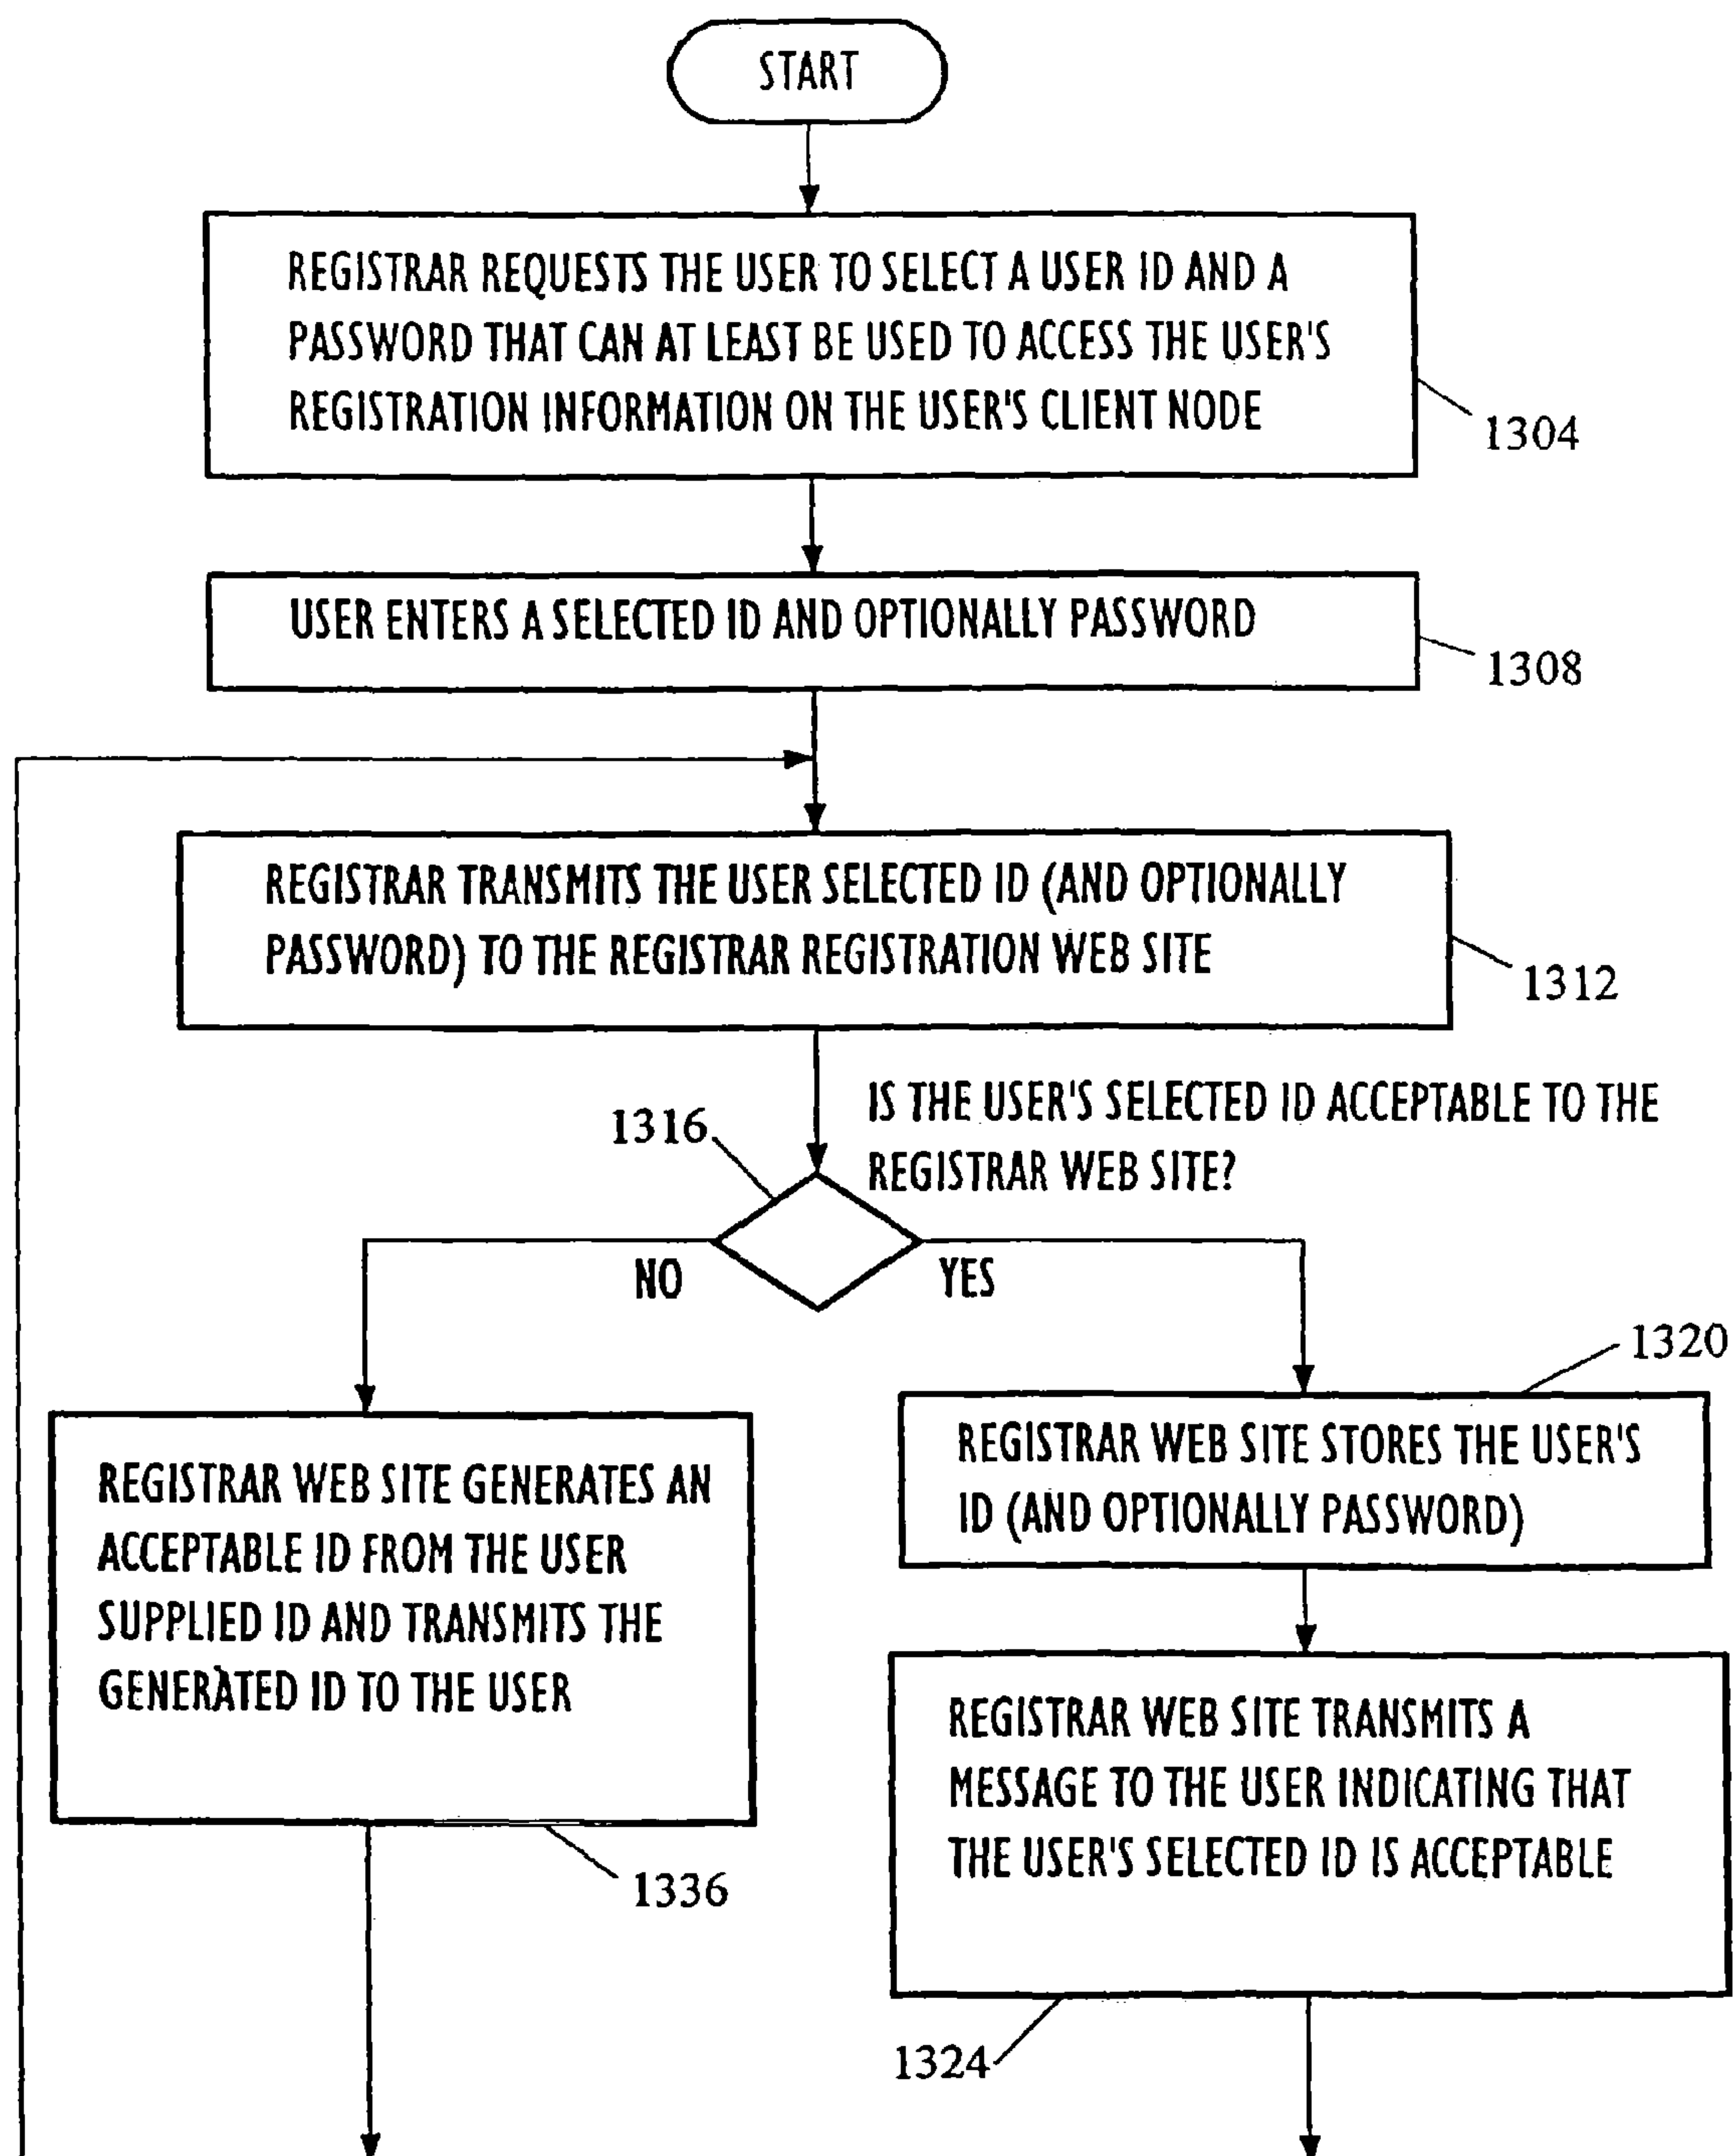 START
REGISTRAR REQUESTS THE USER TO SELECT A USER ID AND A
PASSWORD THAT CAN AT LEAST BE USED TO ACCESS THE USER'S
REGISTRATION INFORMATION ON THE USER'S CLIENT NODE
1304
USER ENTERS A SELECTED ID AND OPTIONALLY PASSWORD
1308
REGISTRAR TRANSMITS THE USER SELECTED ID (AND OPTIONALLY
PASSWORD) TO THE REGISTRAR REGISTRATION WEB SITE
1312
IS THE USER'S SELECTED ID ACCEPTABLE TO THE
REGISTRAR WEB SITE?
1316
NO
YES
1320
REGISTRAR WEB SITE GENERATES AN
ACCEPTABLE ID FROM THE USER
SUPPLIED ID AND TRANSMITS THE
GENERATED ID TO THE USER
1336
REGISTRAR WEB SITE STORES THE USER'S
ID (AND OPTIONALLY PASSWORD)
REGISTRAR WEB SITE TRANSMITS A
MESSAGE TO THE USER INDICATING THAT
THE USER'S SELECTED ID IS ACCEPTABLE
1324